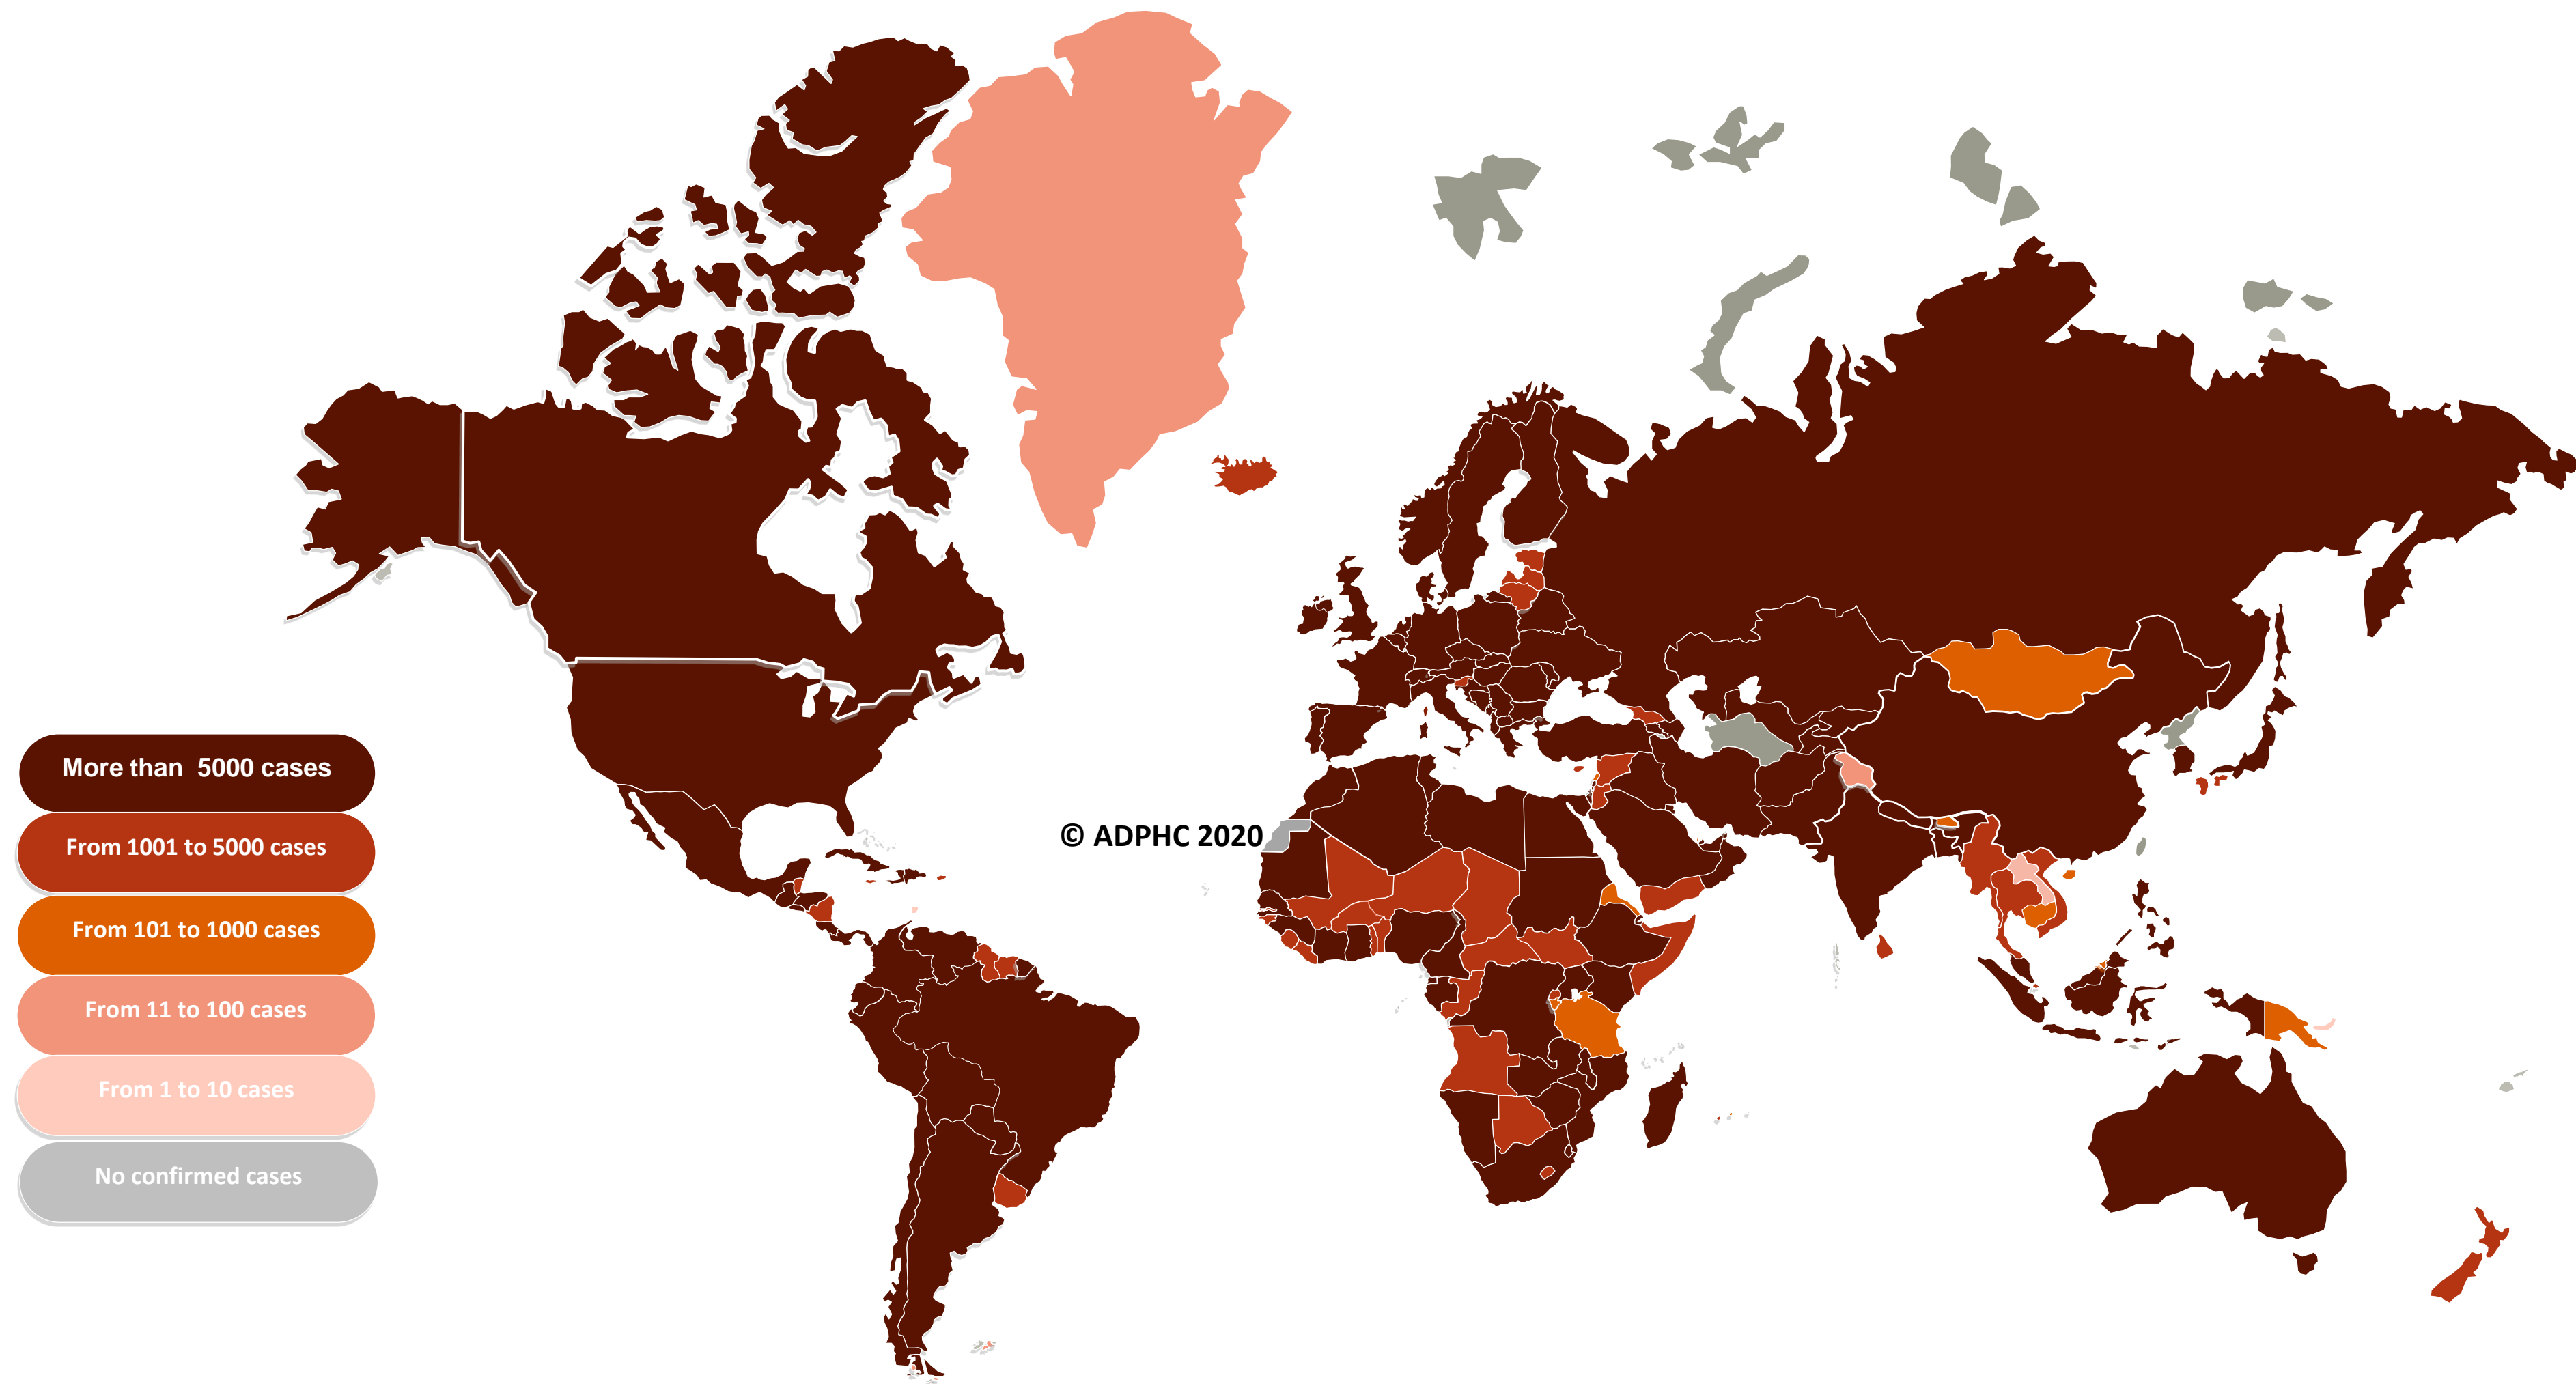 More than  5000 cases
From 1001 to 5000 cases
From 101 to 1000 cases
From 11 to 100 cases
From 1 to 10 cases
No confirmed cases
© ADPHC 2020